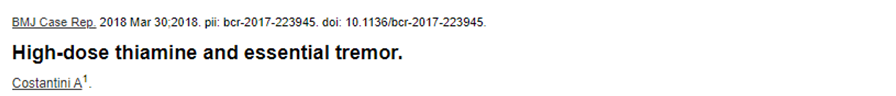 BMJ Case Rep. 2018 Mar 30;2018. pii: bcr-2017-223945. doi: 10.1136/bcr-2017-223945.
High-dose thiamine and essential tremor.
Costantini A1.